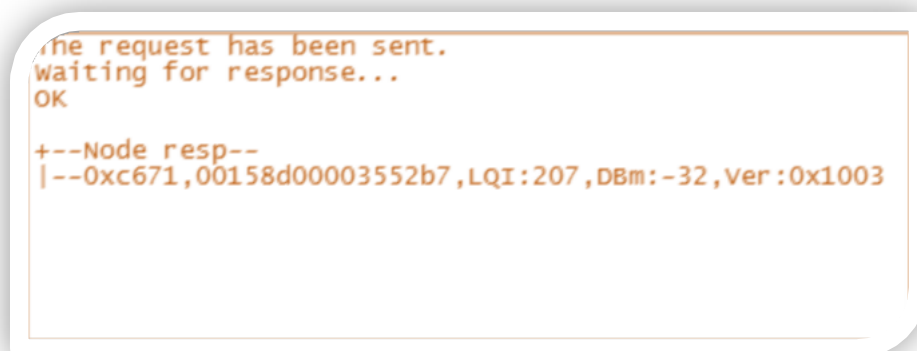 The request has been sent.
Waiting for response...
OK
+--Node resp--
|--0xc671,00158d00003552b7,LQI:207,DBm:-32,Ver:0x1003